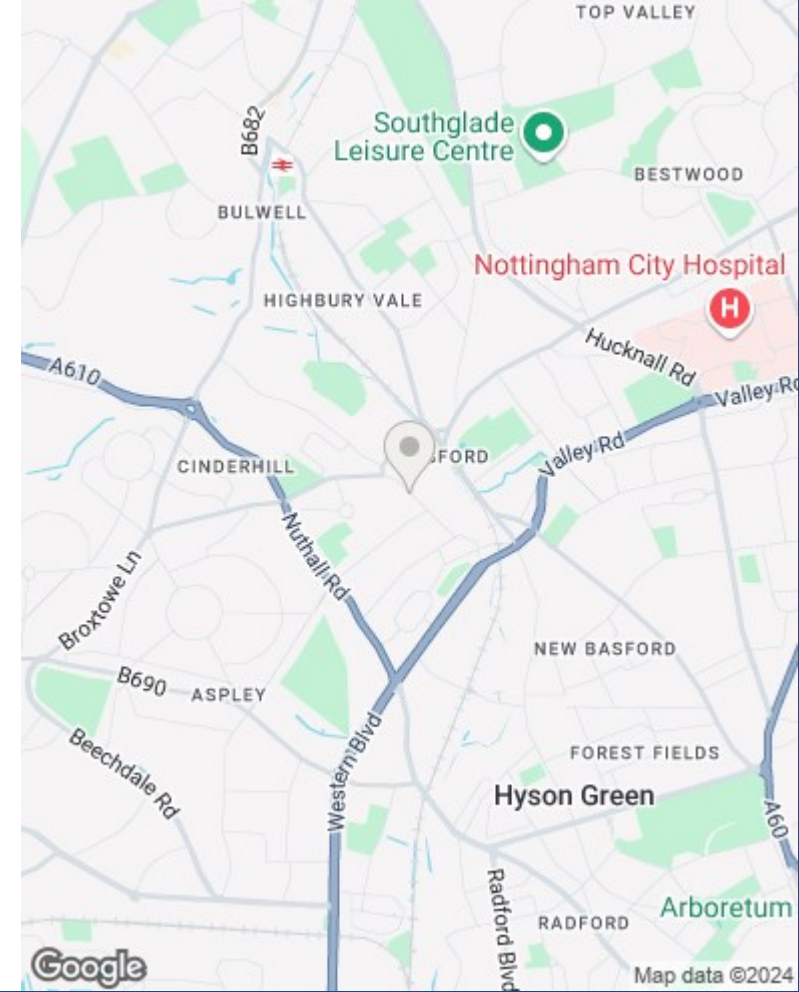 TOP VALLEY
B682
Southglade
Leisure Centre
BESTWOOD
BULWELL
Nottingham City Hospital
H
HIGHBURY VALE
Hucknall Rd
A610
Valley Rd
Valley Rd
SFORD
CINDERHILL
Nuthall Rd
Broxtowe Ln
NEW BASFORD
B690
ASPLEY
Western Blvd
Beechdale Rd
FOREST FIELDS
Hyson Green
A60
Radford Blvd
Arboretum
RADFORD
Google
Map data ©2024